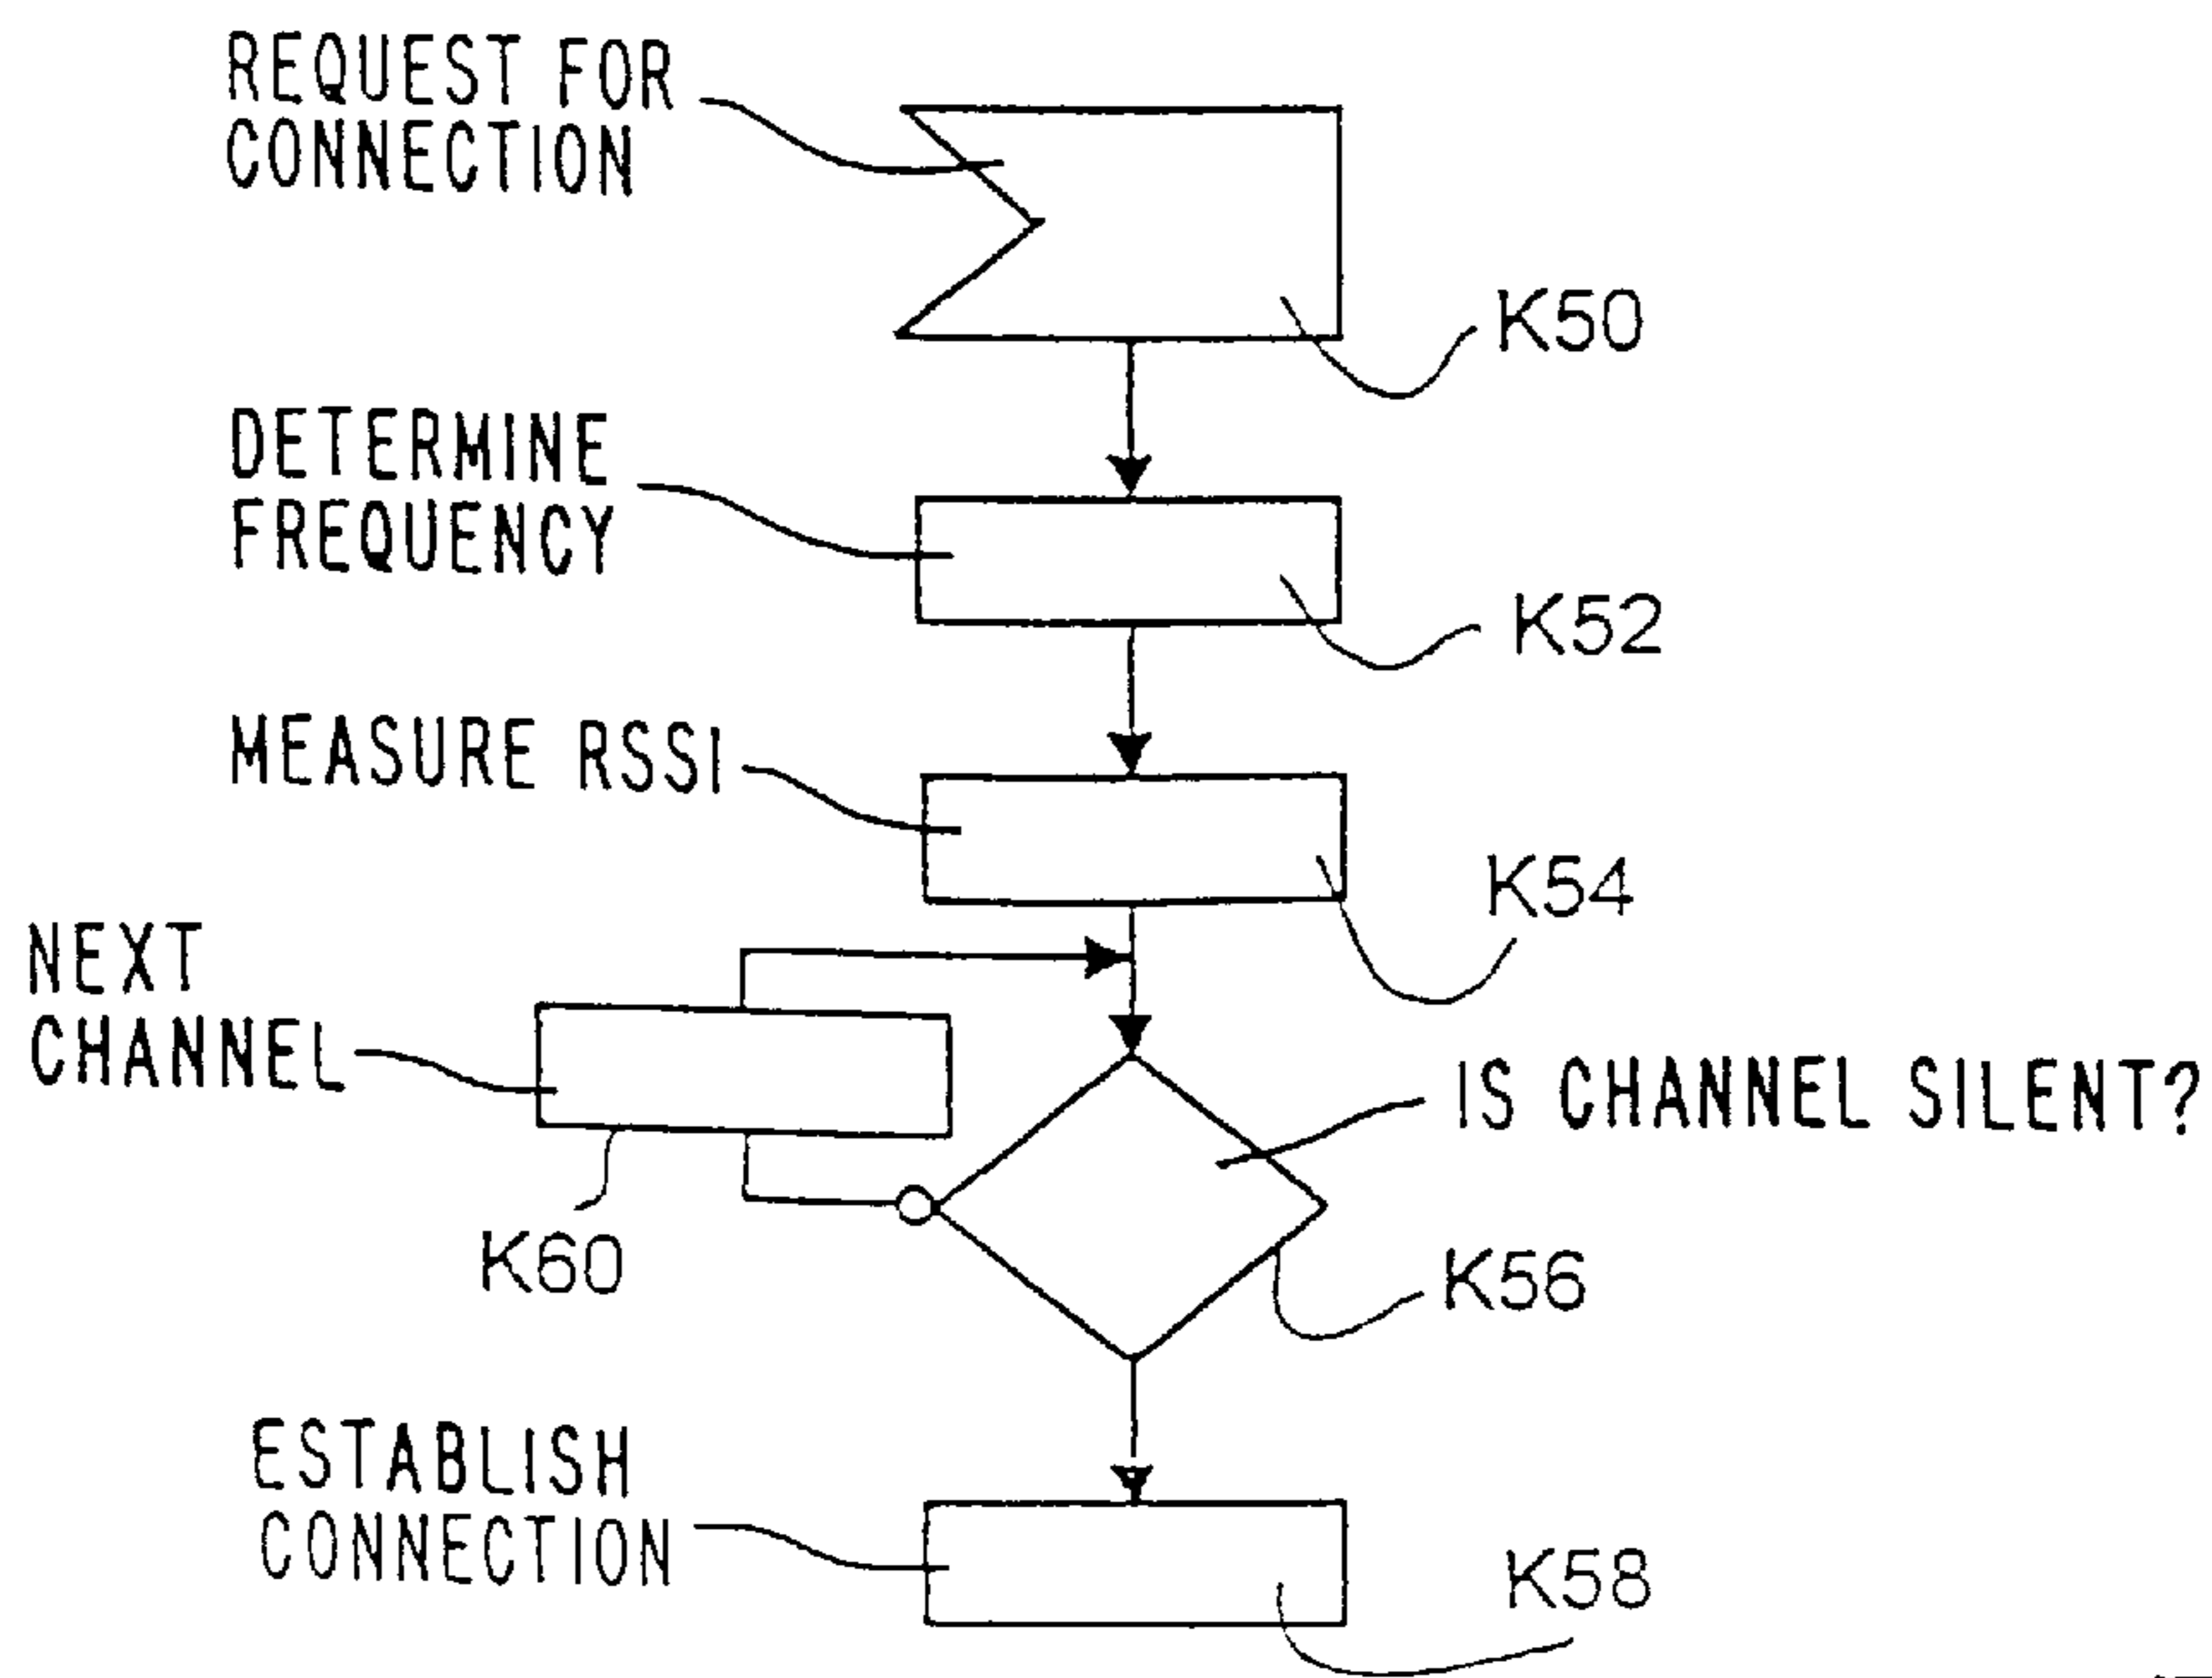 REQUEST FOR
CONNECTION
K50
DETERMINE
FREQUENCY
K52
MEASURE RSSI
K54
NEXT
CHANNEL
IS CHANNEL SILENT?
K60
K56
ESTABLISH
CONNECTION
K58